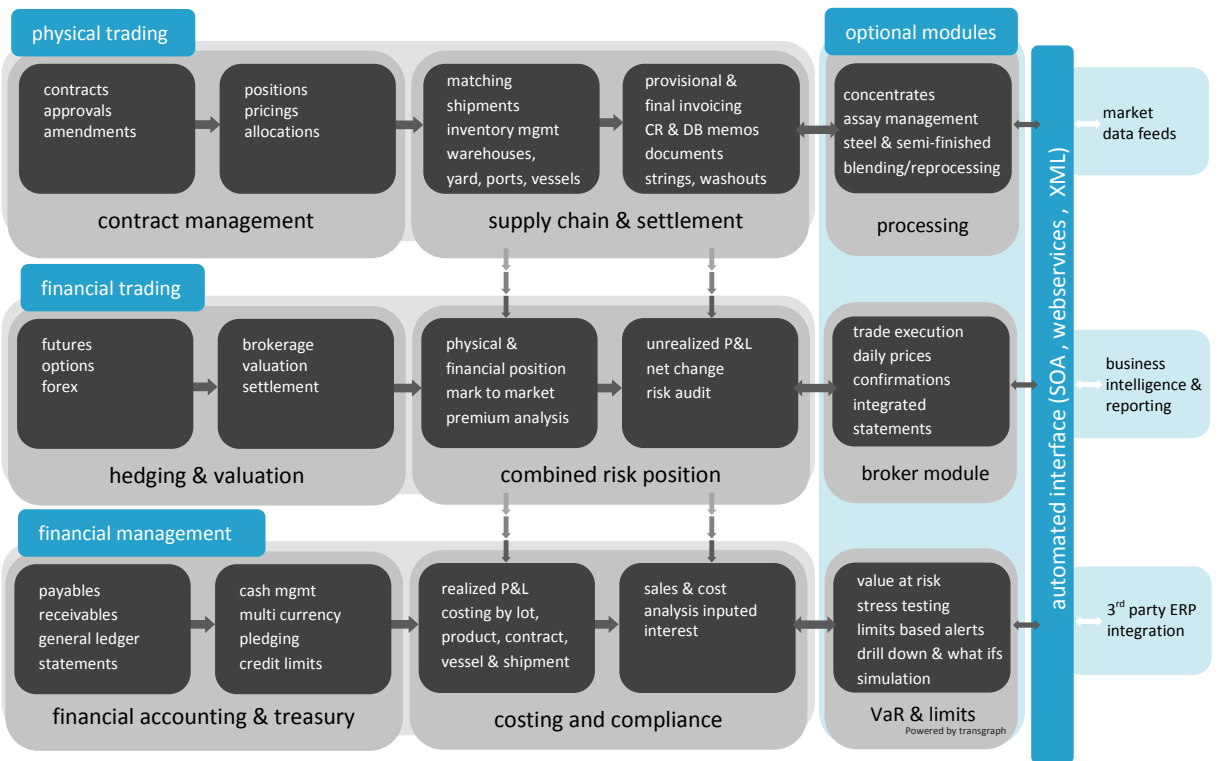 physical trading
contracts
approvals
amendments
positions
pricings
allocations
contract management
matching
shipments
inventory mgmt
warehouses,
yard, ports, vessels
provisional &
final invoicing
CR & DB memos
documents
strings, washouts
supply chain & settlement
optional modules
concentrates
assay management
steel & semi-finished
blending/reprocessing
processing
financial trading
futures
options
forex
brokerage
valuation
settlement
hedging & valuation
physical &
financial position
mark to market
premium analysis
unrealized P&L
net change
risk audit
combined risk position
trade execution
daily prices
confirmations
integrated
statements
broker module
financial management
payables
receivables
general ledger
statements
cash mgmt
multi currency
pledging
credit limits
financial accounting & treasury
realized P&L
costing by lot,
product, contract,
vessel & shipment
sales & cost
analysis inputed
interest
costing and compliance
value at risk
stress testing
limits based alerts
drill down & what ifs
simulation
VaR & limits
Powered by transgraph
automated interface (SOA , webservices , XML)
market
data feeds
business
intelligence &
reporting
3rd party ERP
integration